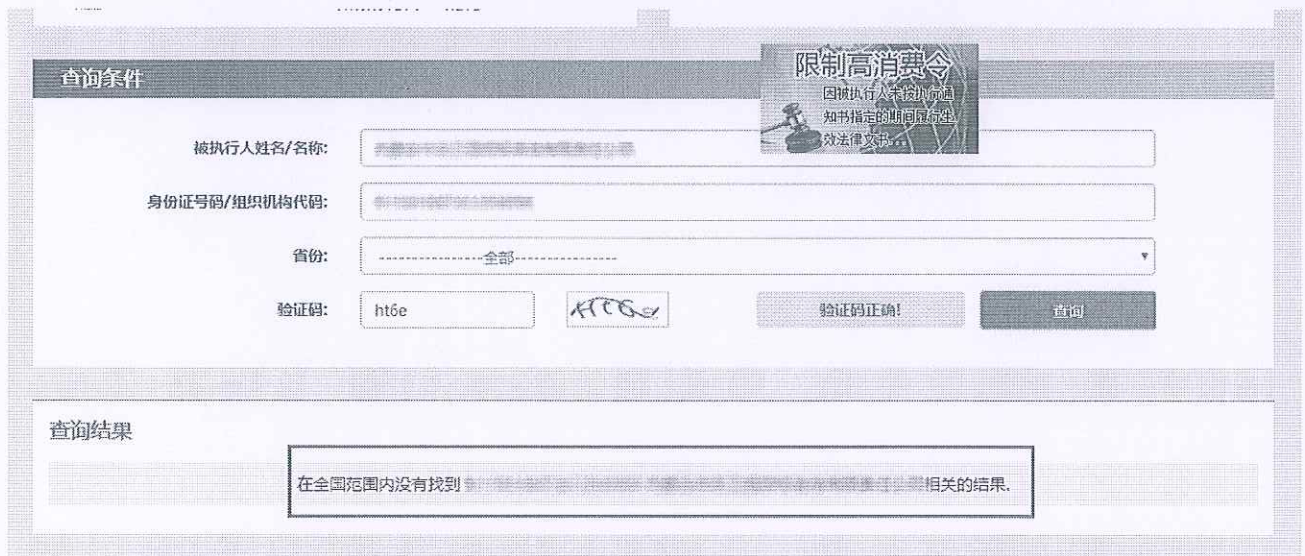 查询条件
限制高消费令
因被执行人未按执行通
知书指定的期间履行生
效法律文书...
被执行人姓名/名称:
身份证号码/组织机构代码:
省份: -----------------全部----------------
验证码: ht6e Ht6e 验证码正确! 查询
查询结果
在全国范围内没有找到 相关的结果.